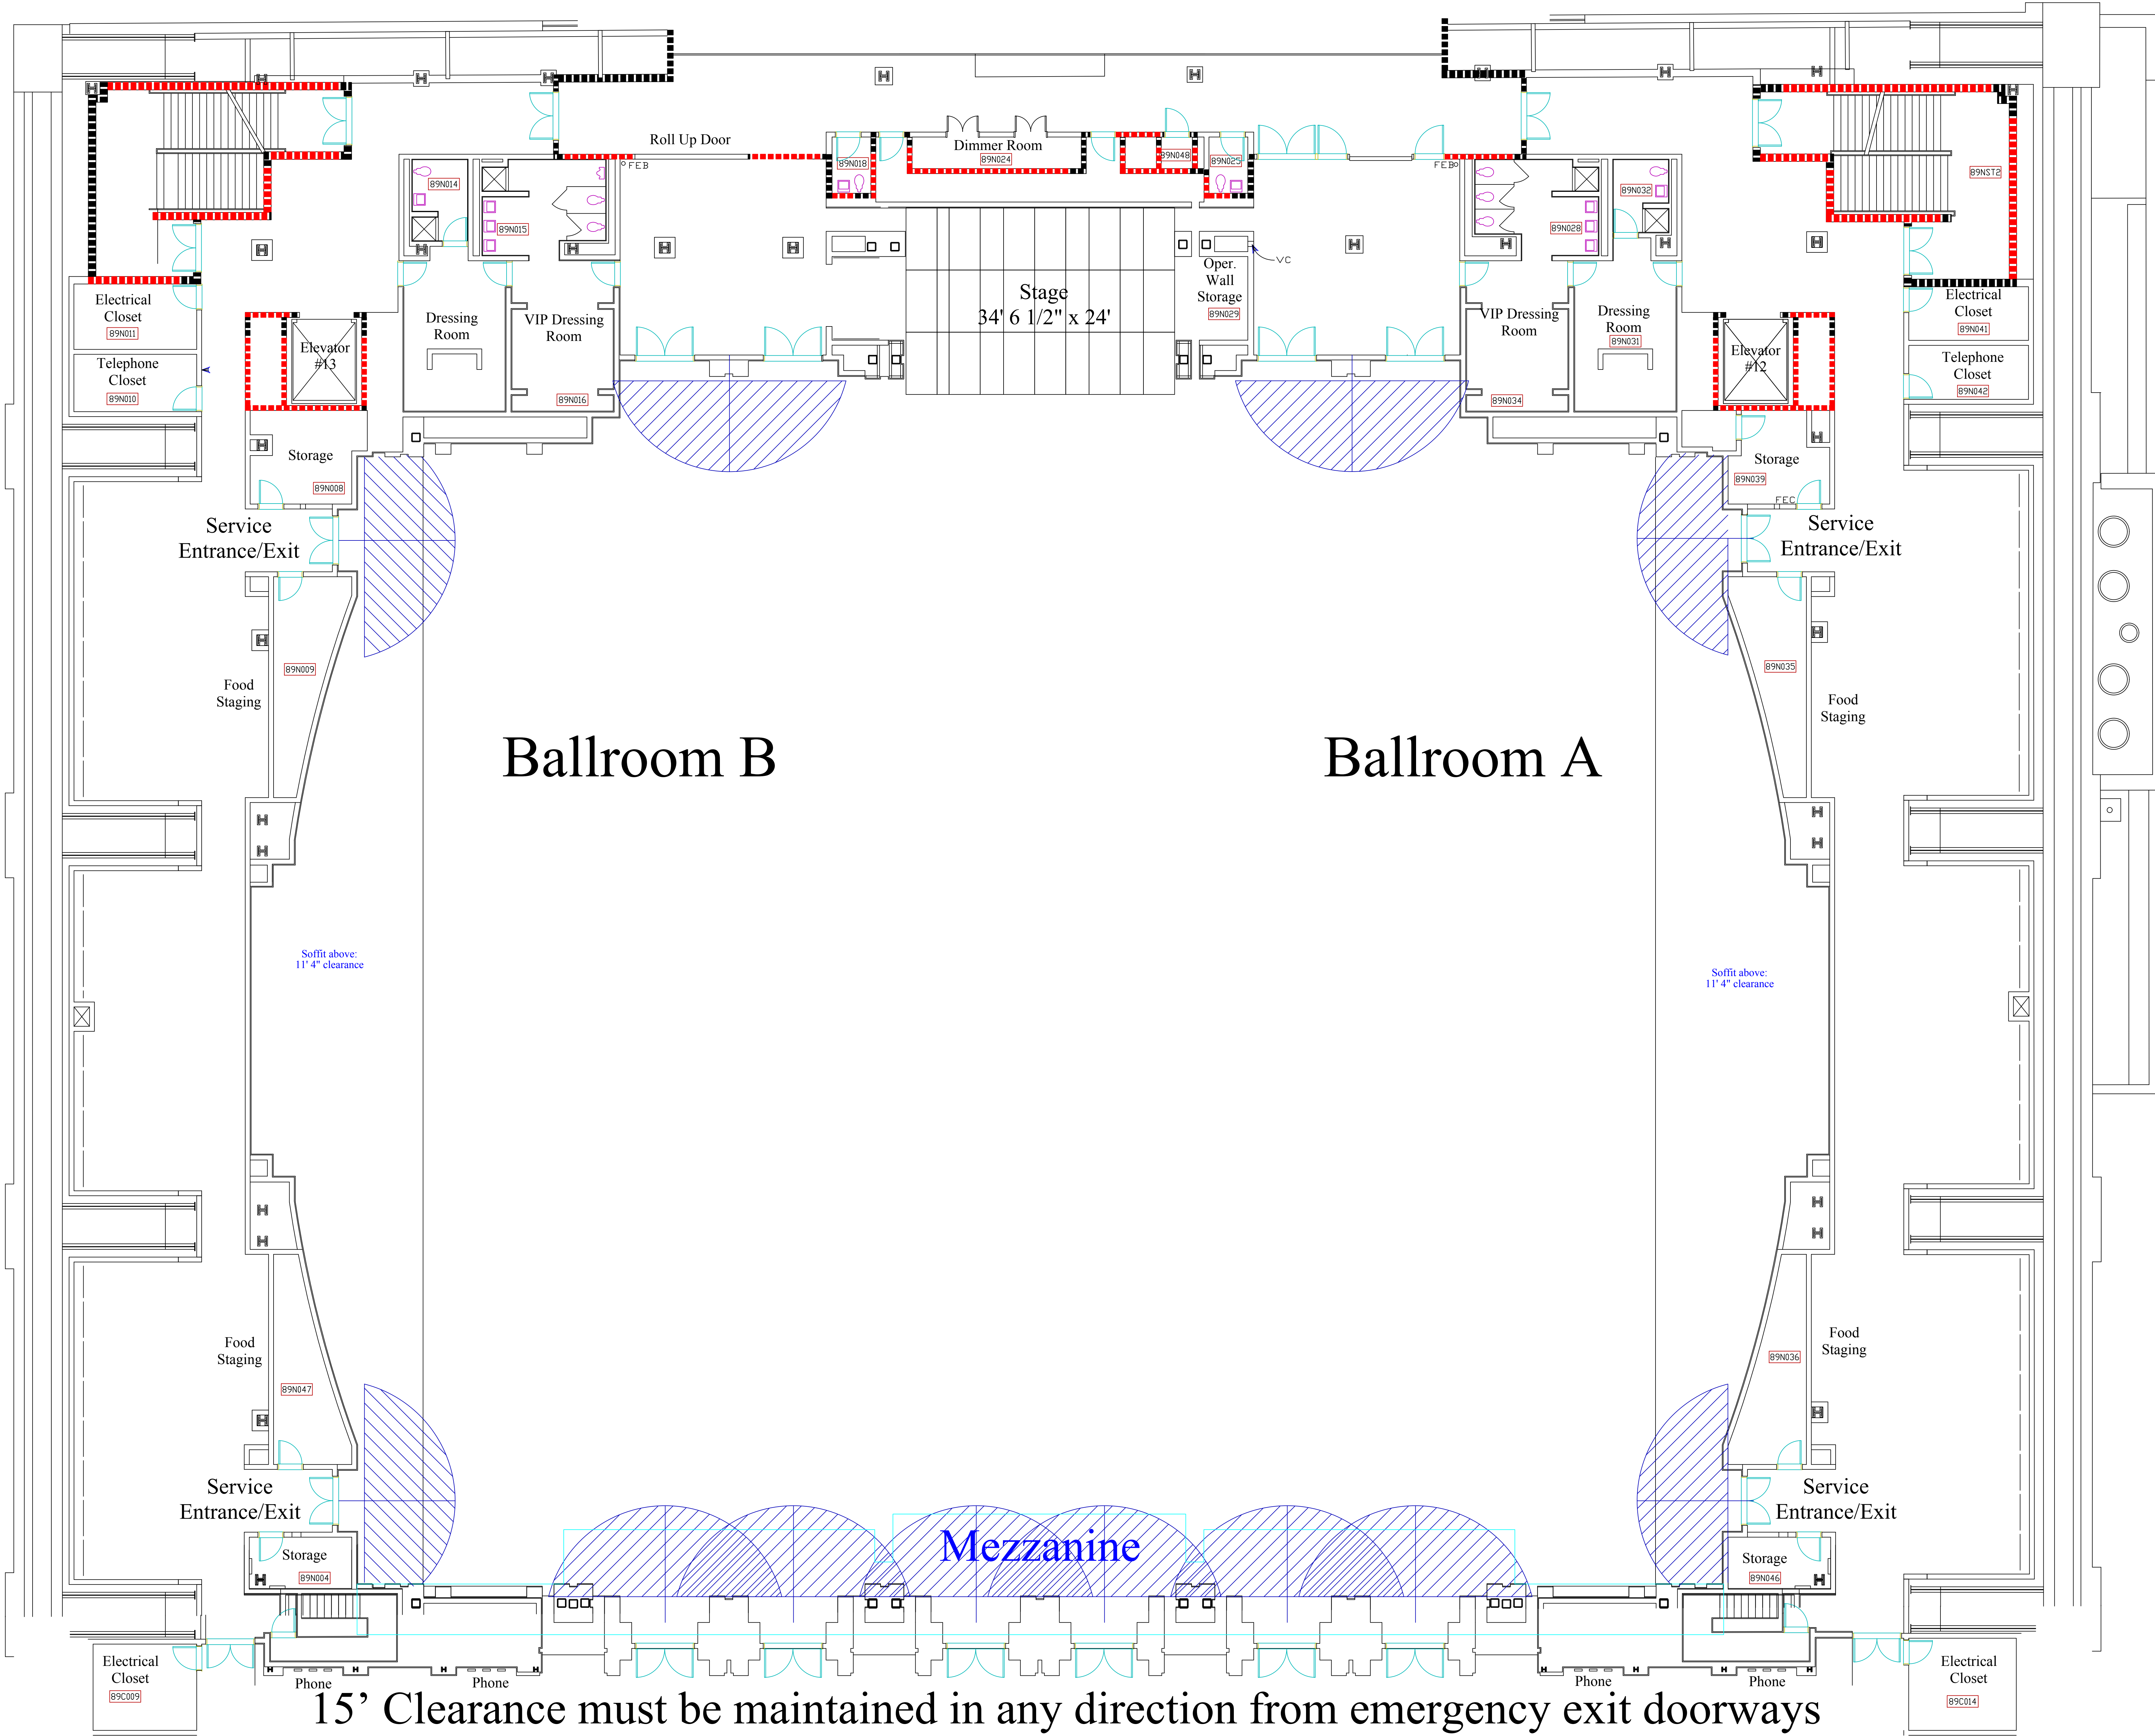 Roll Up Door
FEB
89N018
Dimmer Room
89N024
89N048
89N025
FEB
89N014
89N015
89N028
89N032
89NST2
VC
Oper.
Wall
Storage
89N029
Stage
34' 6 1/2" x 24'
Electrical
Closet
89N011
Telephone
Closet
89N010
Elevator
#13
Dressing
Room
VIP Dressing
Room
89N016
VIP Dressing
Room
89N034
Dressing
Room
89N031
Elevator
#12
Electrical
Closet
89N041
Telephone
Closet
89N042
Storage
89N008
Storage
89N039
FEC
Service
Entrance/Exit
Service
Entrance/Exit
89N009
Food
Staging
89N035
Food
Staging
Ballroom B
Ballroom A
Soffit above:
11' 4" clearance
Soffit above:
11' 4" clearance
Food
Staging
89N047
Food
Staging
89N036
Service
Entrance/Exit
Service
Entrance/Exit
Mezzanine
Storage
89N004
Storage
89N046
Electrical
Closet
89C009
Phone
Phone
Phone
Phone
Electrical
Closet
89C014
15’ Clearance must be maintained in any direction from emergency exit doorways